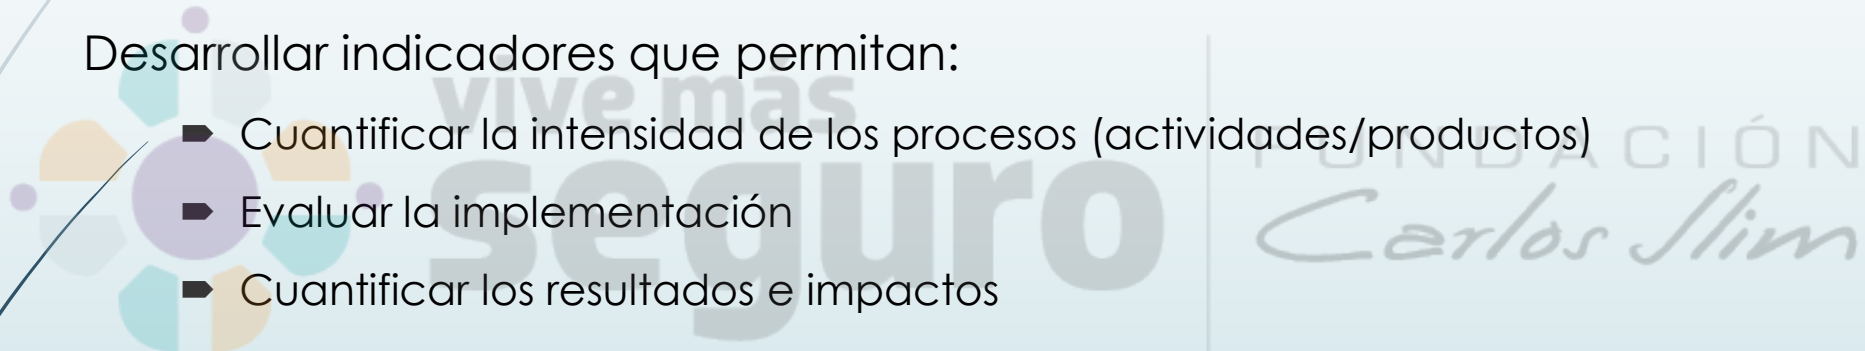 Desarrollar indicadores que permitan:
vive más
Cuantificar la intensidad de los procesos (actividades/productos)
FUNDACIÓN
seguro
Evaluar la implementación
Carlos Slim
Cuantificar los resultados e impactos